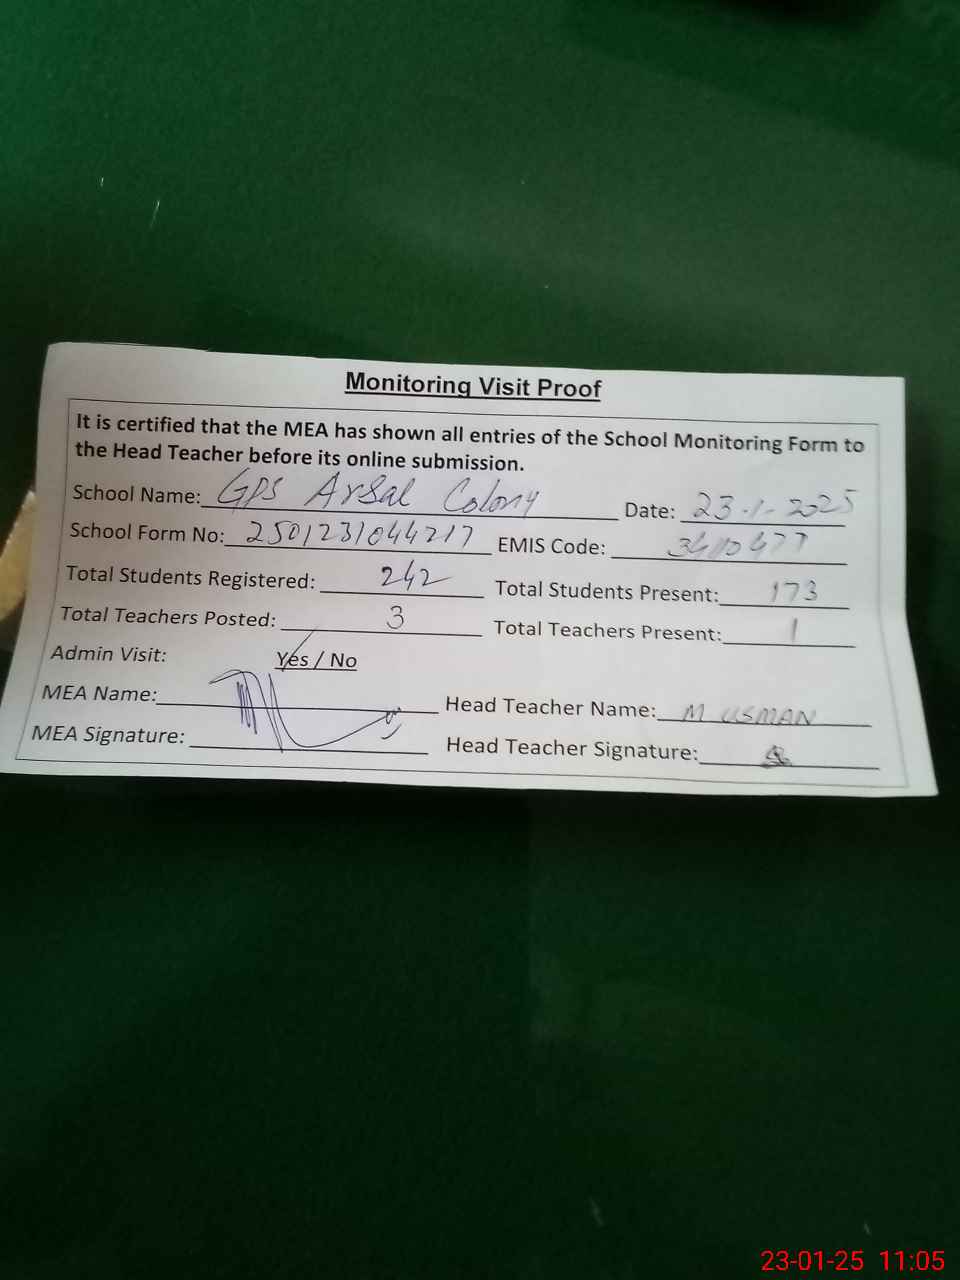 Monitoring Visit Proof
It is certified that the MEA has shown all entries of the School Monitoring Form to
the Head Teacher before its online submission.
School Name: GPS Arsal Colony Date: 23-1-2025
School Form No: 2501231044217 EMIS Code:
Total Students Registered: 242 Total Students Present: 173
Total Teachers Posted: 3 Total Teachers Present: 1
Admin Visit: Yes / No
MEA Name: Head Teacher Name: M USMAN
MEA Signature: Head Teacher Signature:
23-01-25 11:05